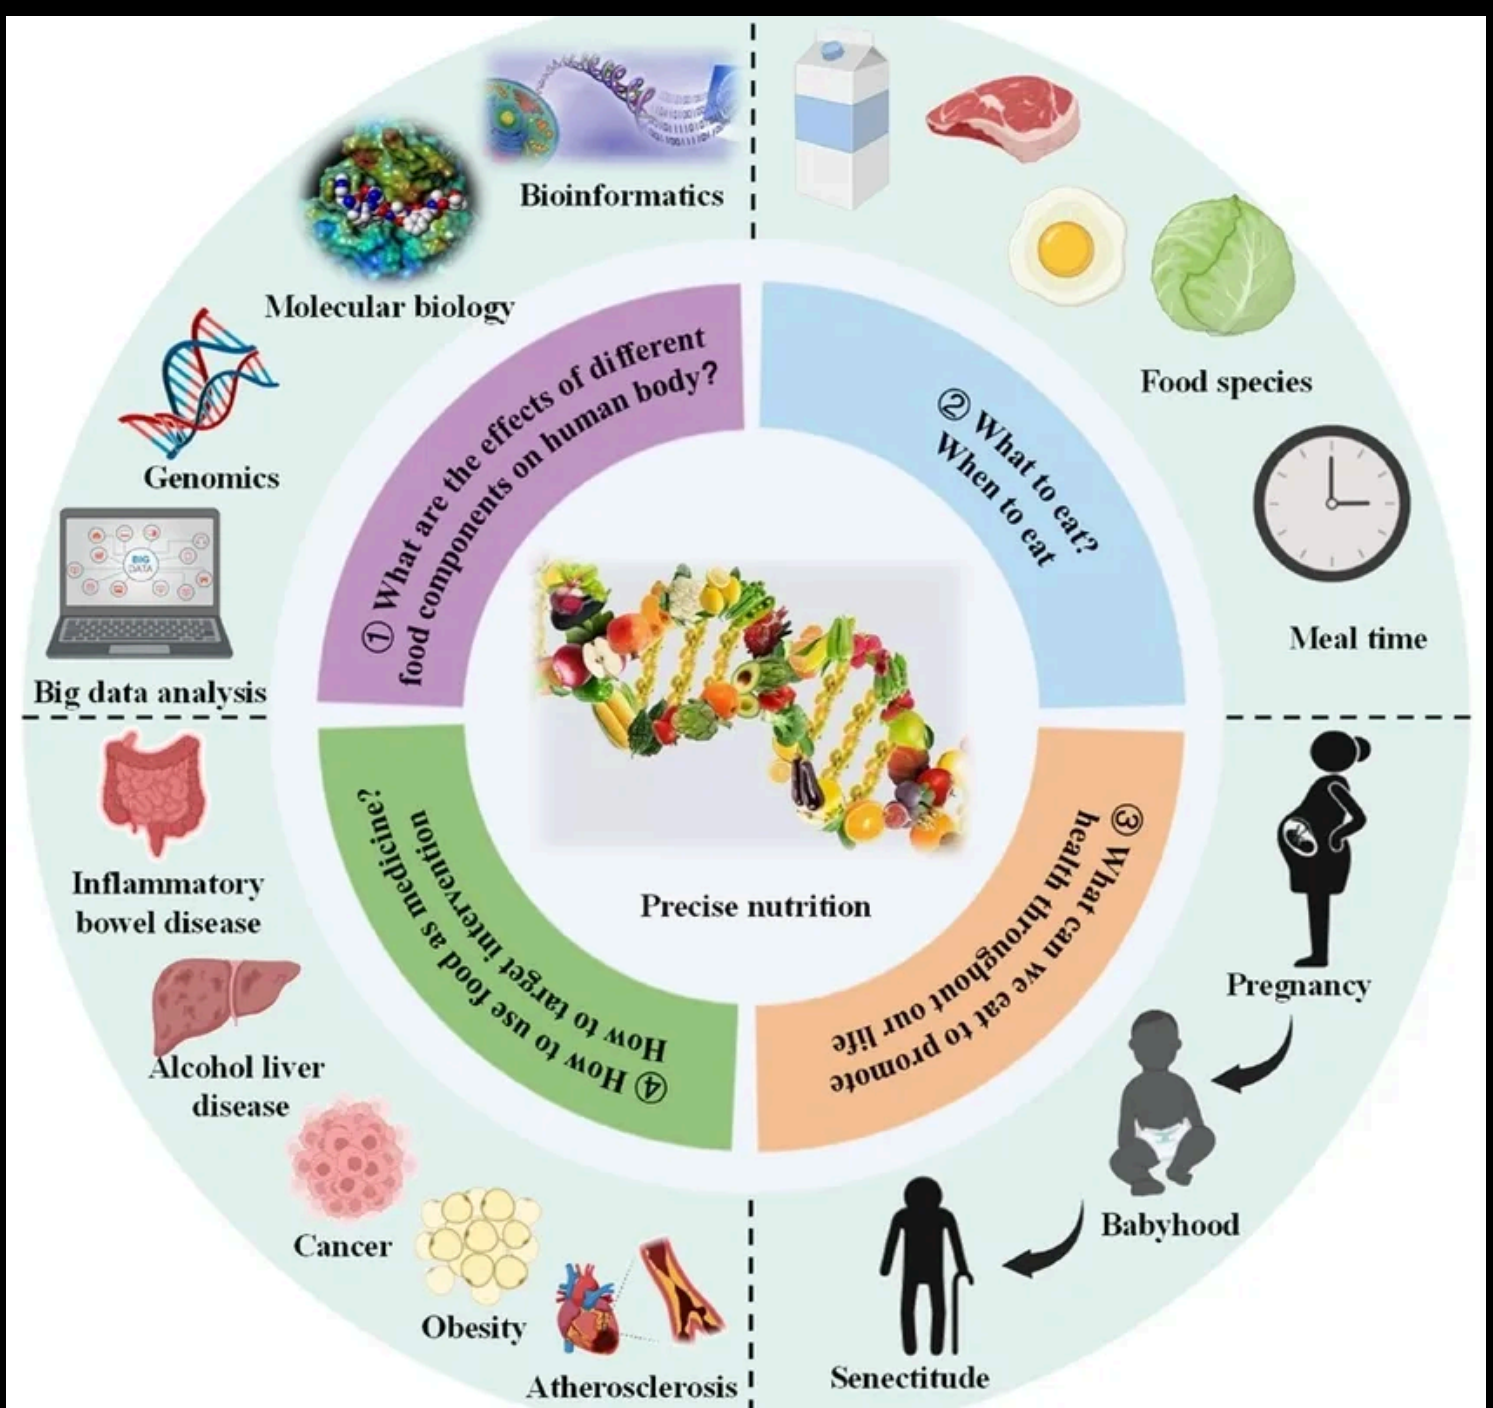 Bioinformatics
Molecular biology
Genomics
BIG
DATA
Big data analysis
① What are the effects of different
food components on human body?
② What to eat?
When to eat
Food species
Meal time
③ What can we eat to promote
health throughout our life
Pregnancy
Babyhood
Senectitude
④ How to use food as medicine?
How to target intervention
Inflammatory
bowel disease
Alcohol liver
disease
Cancer
Obesity
Atherosclerosis
Precise nutrition